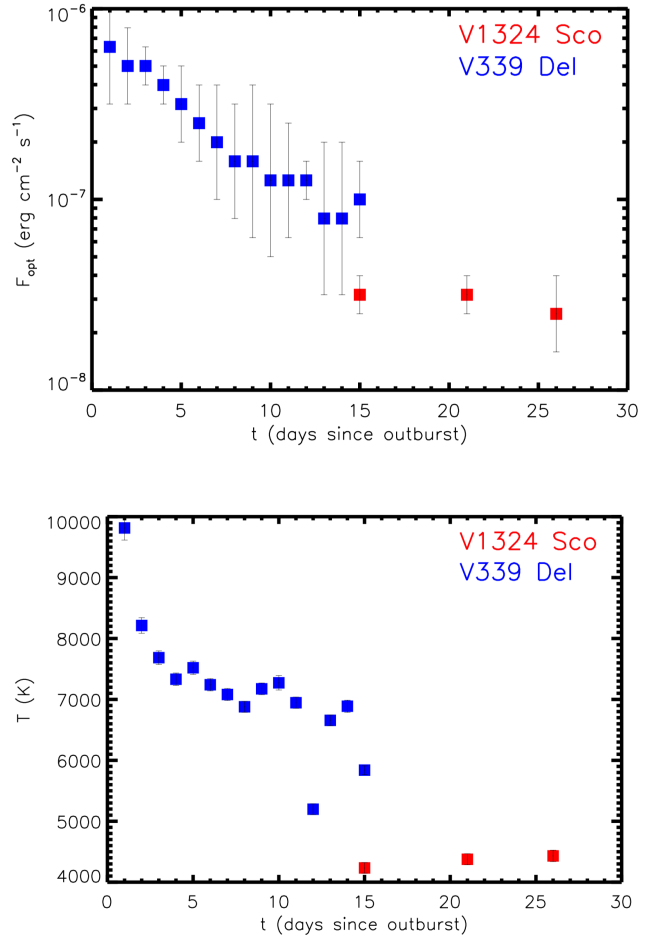 10⁻⁶
V1324 Sco
V339 Del
10⁻⁷
F_opt (erg cm⁻² s⁻¹)
10⁻⁸
0 5 10 15 20 25 30
t (days since outburst)
10000
V1324 Sco
V339 Del
9000
8000
7000
T (K)
6000
5000
4000
0 5 10 15 20 25 30
t (days since outburst)